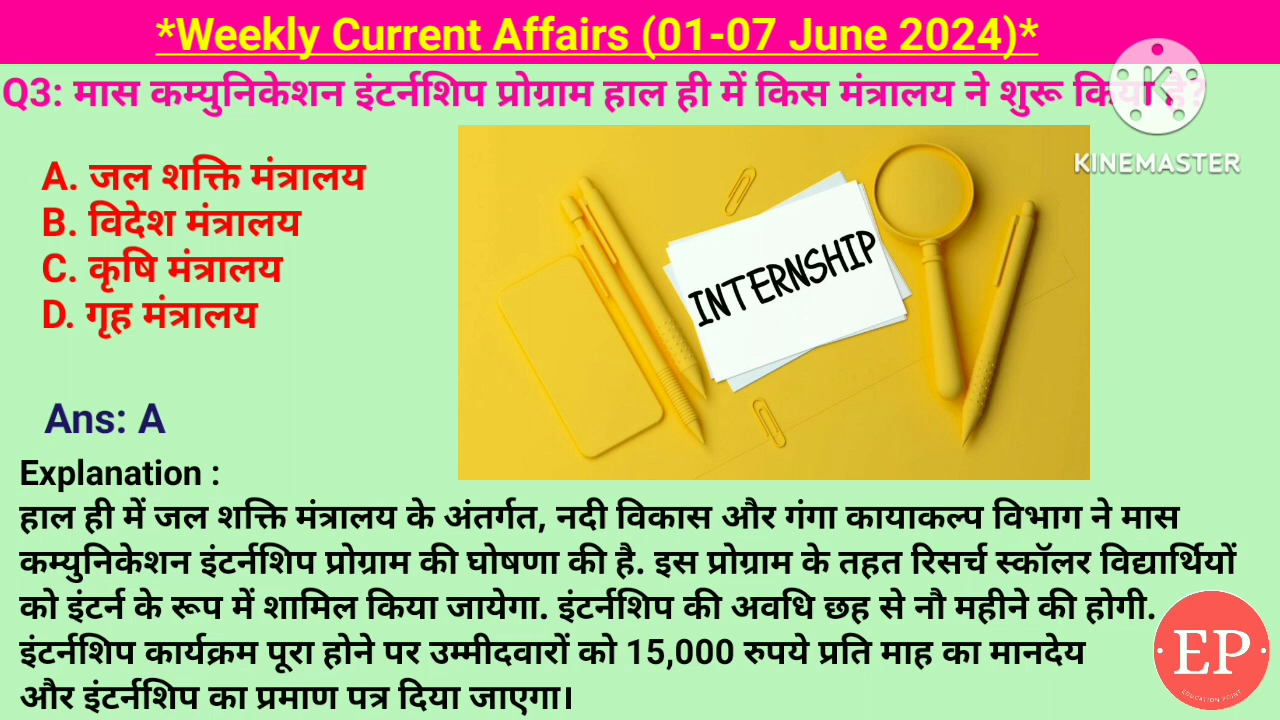 *Weekly Current Affairs (01-07 June 2024)*
Q3: मास कम्युनिकेशन इंटर्नशिप प्रोग्राम हाल ही में किस मंत्रालय ने शुरू किया है?
KINEMASTER
A. जल शक्ति मंत्रालय
B. विदेश मंत्रालय
C. कृषि मंत्रालय
D. गृह मंत्रालय
INTERNSHIP
Ans: A
Explanation :
हाल ही में जल शक्ति मंत्रालय के अंतर्गत, नदी विकास और गंगा कायाकल्प विभाग ने मास
कम्युनिकेशन इंटर्नशिप प्रोग्राम की घोषणा की है. इस प्रोग्राम के तहत रिसर्च स्कॉलर विद्यार्थियों
को इंटर्न के रूप में शामिल किया जायेगा. इंटर्नशिप की अवधि छह से नौ महीने की होगी.
इंटर्नशिप कार्यक्रम पूरा होने पर उम्मीदवारों को 15,000 रुपये प्रति माह का मानदेय
और इंटर्नशिप का प्रमाण पत्र दिया जाएगा।
EP
EDUCATION POINT